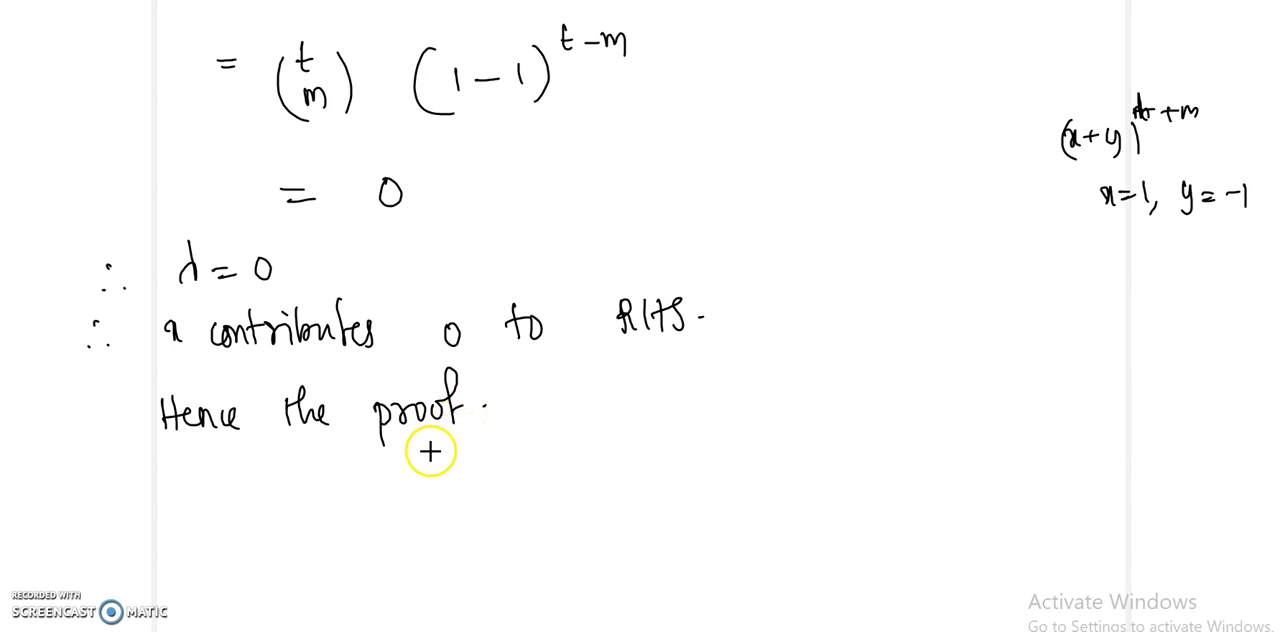 = (t m) (1-1)^{t-m}
(x+y)^{t+m}
x=1, y=-1
= 0
∴ λ=0
∴ x contributes 0 to RHS.
Hence the proof.
RECORDED WITH
SCREENCAST MATIC
Activate Windows
Go to Settings to activate Windows.